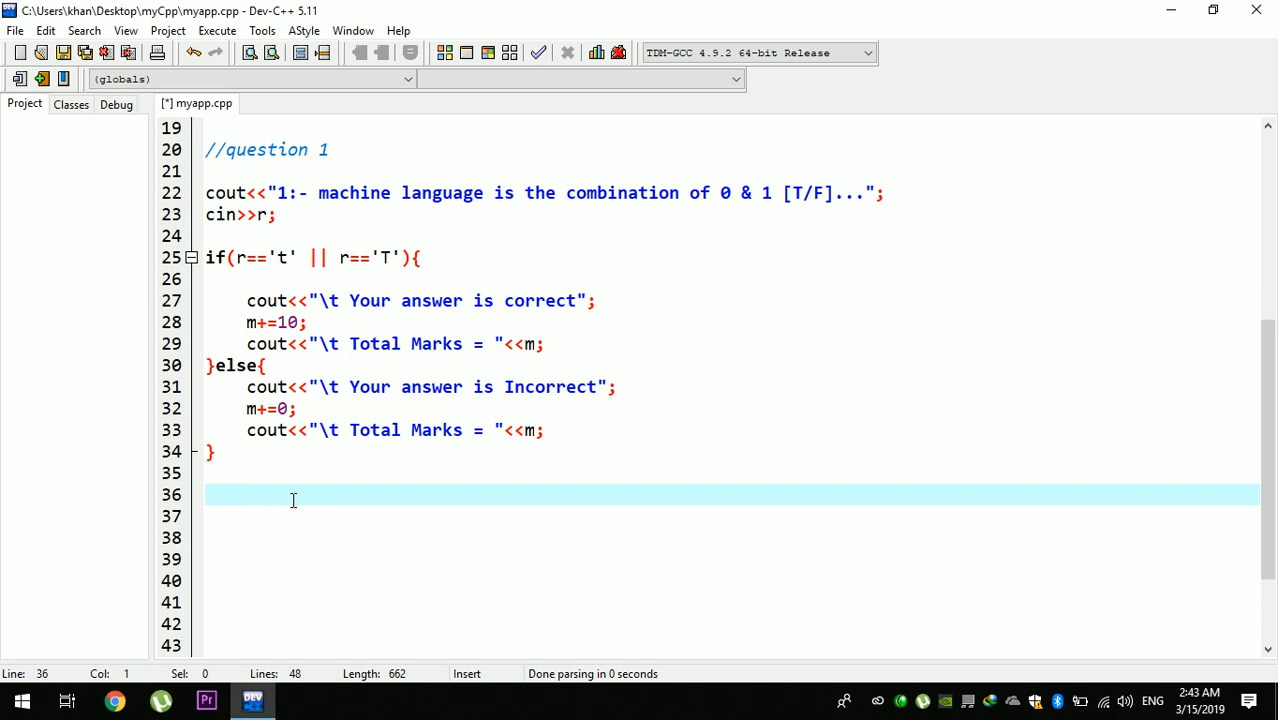 C:\Users\khan\Desktop\myCpp\myapp.cpp - Dev-C++ 5.11
File Edit Search View Project Execute Tools AStyle Window Help
TDM-GCC 4.9.2 64-bit Release
(globals)
Project Classes Debug [*] myapp.cpp
19
20 //question 1
21
22 cout<<"1:- machine language is the combination of 0 & 1 [T/F]...";
23 cin>>r;
24
25 if(r=='t' || r=='T'){
26
27 cout<<"\t Your answer is correct";
28 m+=10;
29 cout<<"\t Total Marks = "<<m;
30 }else{
31 cout<<"\t Your answer is Incorrect";
32 m+=0;
33 cout<<"\t Total Marks = "<<m;
34 }
35
36
37
38
39
40
41
42
43
Line: 36 Col: 1 Sel: 0 Lines: 48 Length: 662 Insert Done parsing in 0 seconds
Pr DEV ENG 2:43 AM
3/15/2019